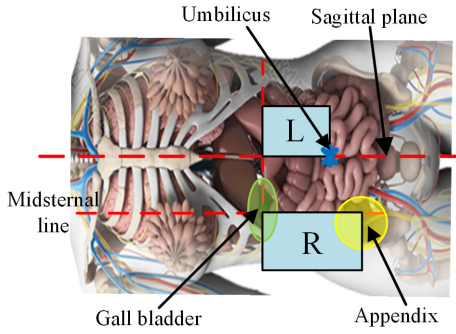 Umbilicus
Sagittal plane
L
Midsternal
line
R
Gall bladder
Appendix